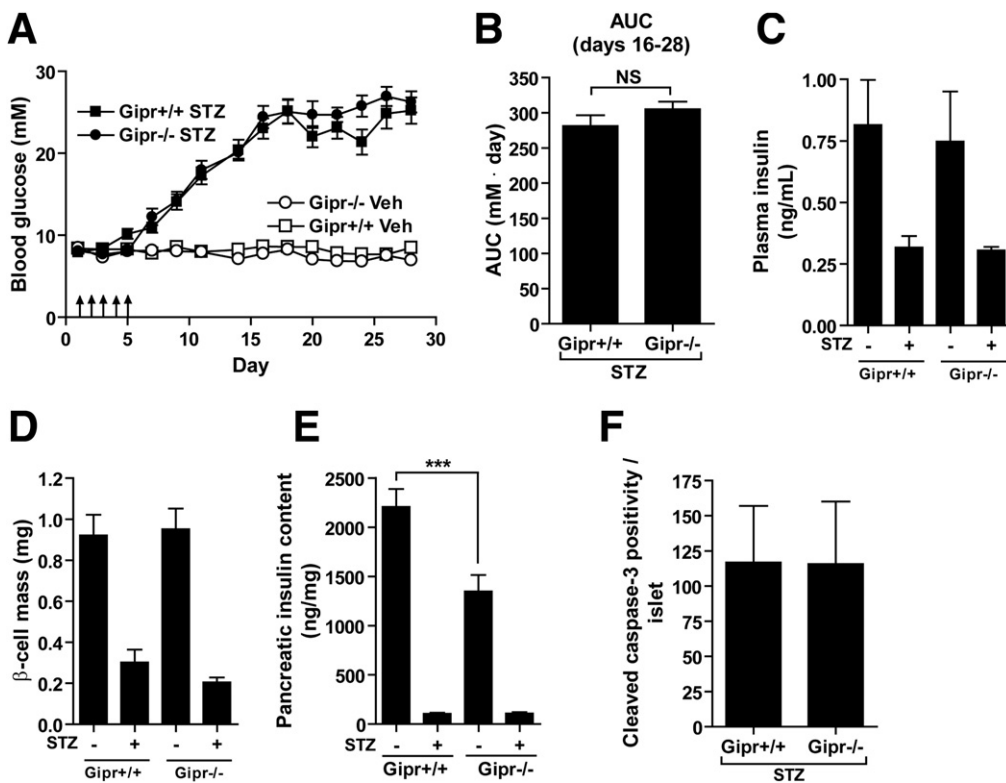 A
Blood glucose (mM)
30
20
10
0
Gipr+/+ STZ
Gipr-/- STZ
Gipr-/- Veh
Gipr+/+ Veh
0 5 10 15 20 25 30
Day
B
AUC
(days 16-28)
NS
AUC (mM · day)
350
300
250
200
150
100
50
0
Gipr+/+ Gipr-/-
STZ
C
Plasma insulin
(ng/mL)
1.00
0.75
0.50
0.25
0.00
STZ - + - +
Gipr+/+ Gipr-/-
D
β-cell mass (mg)
1.2
1.0
0.8
0.6
0.4
0.2
0.0
STZ - + - +
Gipr+/+ Gipr-/-
E
Pancreatic insulin content
(ng/mg)
2500
2000
1500
1000
500
0
***
STZ - + - +
Gipr+/+ Gipr-/-
F
Cleaved caspase-3 positivity /
islet
175
150
125
100
75
50
25
0
Gipr+/+ Gipr-/-
STZ